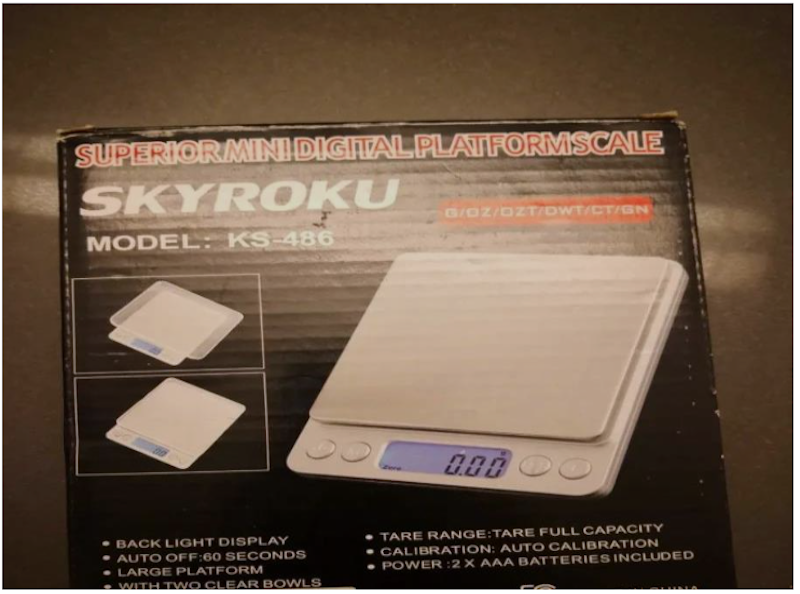 SUPERIOR MINI DIGITAL PLATFORM SCALE
SKYROKU
G/OZ/OZT/DWT/CT/GN
MODEL: KS-486
Zero 0.00
• BACK LIGHT DISPLAY
• AUTO OFF:60 SECONDS
• LARGE PLATFORM
• WITH TWO CLEAR BOWLS
• TARE RANGE:TARE FULL CAPACITY
• CALIBRATION: AUTO CALIBRATION
• POWER :2 X AAA BATTERIES INCLUDED
CHINA